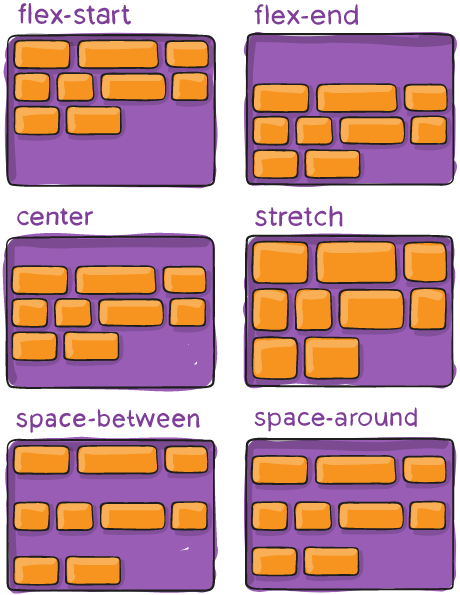 flex-start
flex-end
center
stretch
space-between
space-around